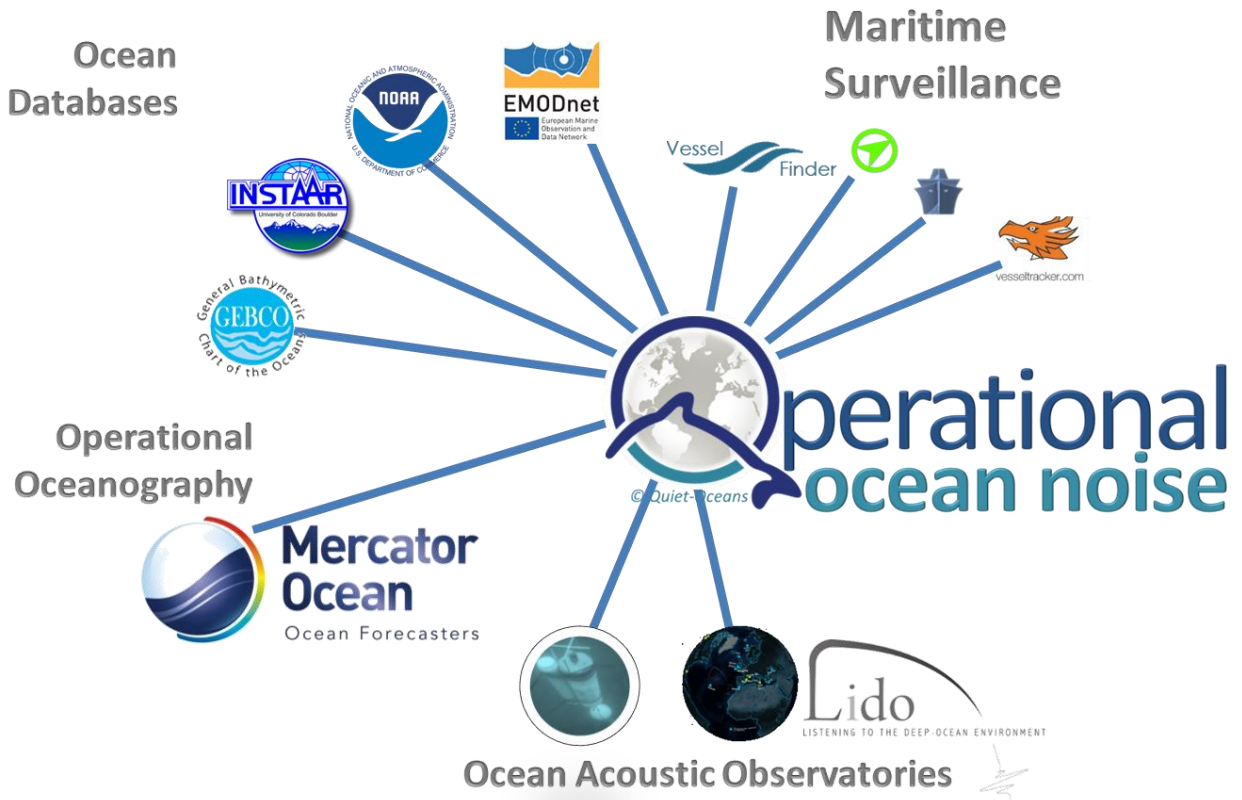 Ocean
Databases
NATIONAL OCEANIC AND ATMOSPHERIC ADMINISTRATION
NOAA
U.S. DEPARTMENT OF COMMERCE
EMODnet
European Marine
Observation and
Data Network
Maritime
Surveillance
Vessel
Finder
vesseltracker.com
INSTAAR
University of Colorado Boulder
General Bathymetric
GEBCO
Chart of the Oceans
Operational
Oceanography
Mercator
Ocean
Ocean Forecasters
perational
ocean noise
© Quiet-Oceans
Lido
LISTENING TO THE DEEP-OCEAN ENVIRONMENT
Ocean Acoustic Observatories